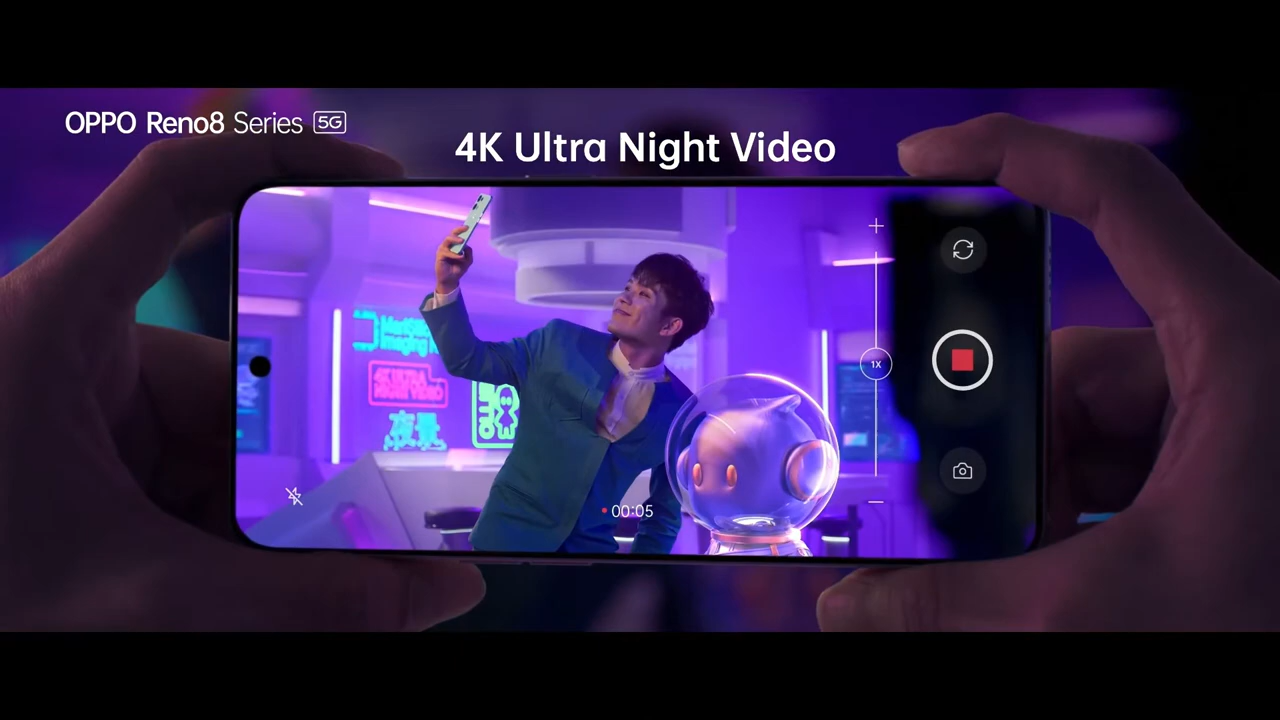 OPPO Reno8 Series 5G
4K Ultra Night Video
1X
4K ULTRA
NIGHT VIDEO
夜景
00:05